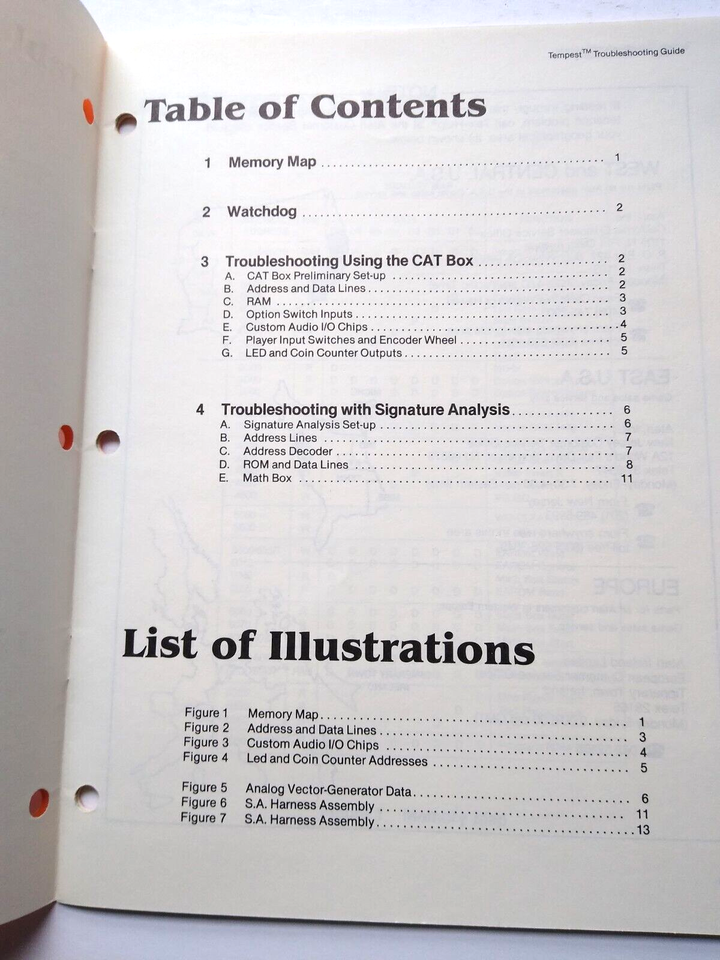 Tempest™ Troubleshooting Guide
Table of Contents
1 Memory Map ........................................ 1
2 Watchdog ........................................ 2
3 Troubleshooting Using the CAT Box .................... 2
A. CAT Box Preliminary Set-up .............................. 2
B. Address and Data Lines .............................. 2
C. RAM .............................. 3
D. Option Switch Inputs .............................. 3
E. Custom Audio I/O Chips .............................. 4
F. Player Input Switches and Encoder Wheel .................... 5
G. LED and Coin Counter Outputs .............................. 5
4 Troubleshooting with Signature Analysis ................ 6
A. Signature Analysis Set-up .............................. 6
B. Address Lines .............................. 7
C. Address Decoder .............................. 7
D. ROM and Data Lines .............................. 8
E. Math Box .............................. 11
List of Illustrations
Figure 1 Memory Map .............................. 1
Figure 2 Address and Data Lines .............................. 3
Figure 3 Custom Audio I/O Chips .............................. 4
Figure 4 Led and Coin Counter Addresses .............................. 5
Figure 5 Analog Vector-Generator Data .............................. 6
Figure 6 S.A. Harness Assembly .............................. 11
Figure 7 S.A. Harness Assembly .............................. 13
WEST and CENTRAL U.S.A.
EAST U.S.A.
EUROPE